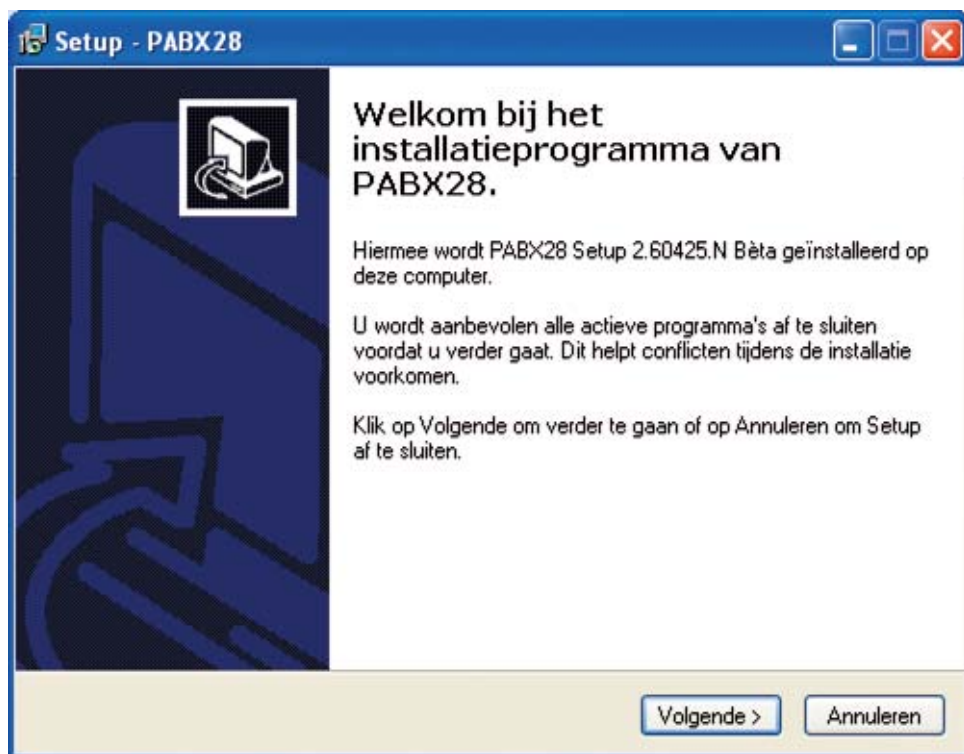 Setup - PABX28
Welkom bij het
installatieprogramma van
PABX28.
Hiermee wordt PABX28 Setup 2.60425.N Bèta geïnstalleerd op
deze computer.
U wordt aanbevolen alle actieve programma's af te sluiten
voordat u verder gaat. Dit helpt conflicten tijdens de installatie
voorkomen.
Klik op Volgende om verder te gaan of op Annuleren om Setup
af te sluiten.
Volgende >
Annuleren